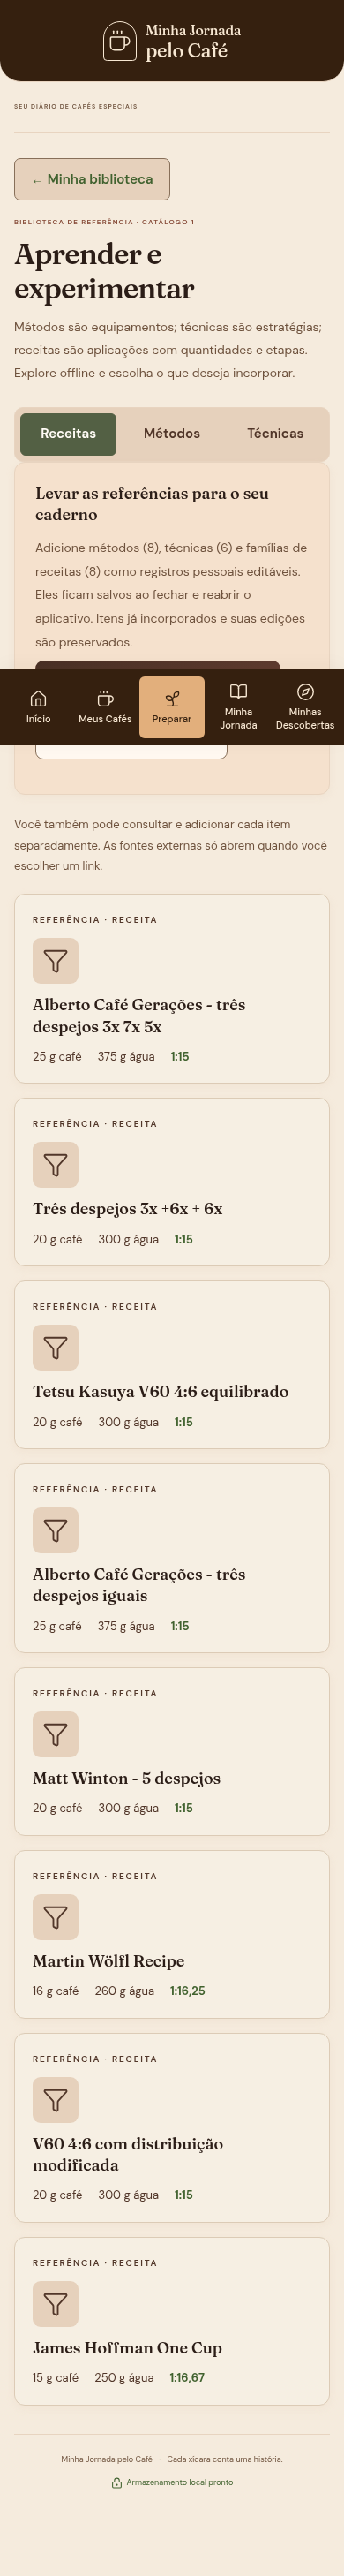 Minha Jornada
pelo Café
SEU DIÁRIO DE CAFÉS ESPECIAIS
← Minha biblioteca
BIBLIOTECA DE REFERÊNCIA · CATÁLOGO 1
Aprender e
experimentar
Métodos são equipamentos; técnicas são estratégias;
receitas são aplicações com quantidades e etapas.
Explore offline e escolha o que deseja incorporar.
Receitas Métodos Técnicas
Levar as referências para o seu
caderno
Adicione métodos (8), técnicas (6) e famílias de
receitas (8) como registros pessoais editáveis.
Eles ficam salvos ao fechar e reabrir o
aplicativo. Itens já incorporados e suas edições
são preservados.
Início Meus Cafés Preparar Minha Jornada Minhas Descobertas
Você também pode consultar e adicionar cada item
separadamente. As fontes externas só abrem quando você
escolher um link.
REFERÊNCIA · RECEITA
Alberto Café Gerações - três
despejos 3x 7x 5x
25 g café 375 g água 1:15
REFERÊNCIA · RECEITA
Três despejos 3x +6x + 6x
20 g café 300 g água 1:15
REFERÊNCIA · RECEITA
Tetsu Kasuya V60 4:6 equilibrado
20 g café 300 g água 1:15
REFERÊNCIA · RECEITA
Alberto Café Gerações - três
despejos iguais
25 g café 375 g água 1:15
REFERÊNCIA · RECEITA
Matt Winton - 5 despejos
20 g café 300 g água 1:15
REFERÊNCIA · RECEITA
Martin Wölfl Recipe
16 g café 260 g água 1:16,25
REFERÊNCIA · RECEITA
V60 4:6 com distribuição
modificada
20 g café 300 g água 1:15
REFERÊNCIA · RECEITA
James Hoffman One Cup
15 g café 250 g água 1:16,67
Minha Jornada pelo Café · Cada xícara conta uma história.
Armazenamento local pronto